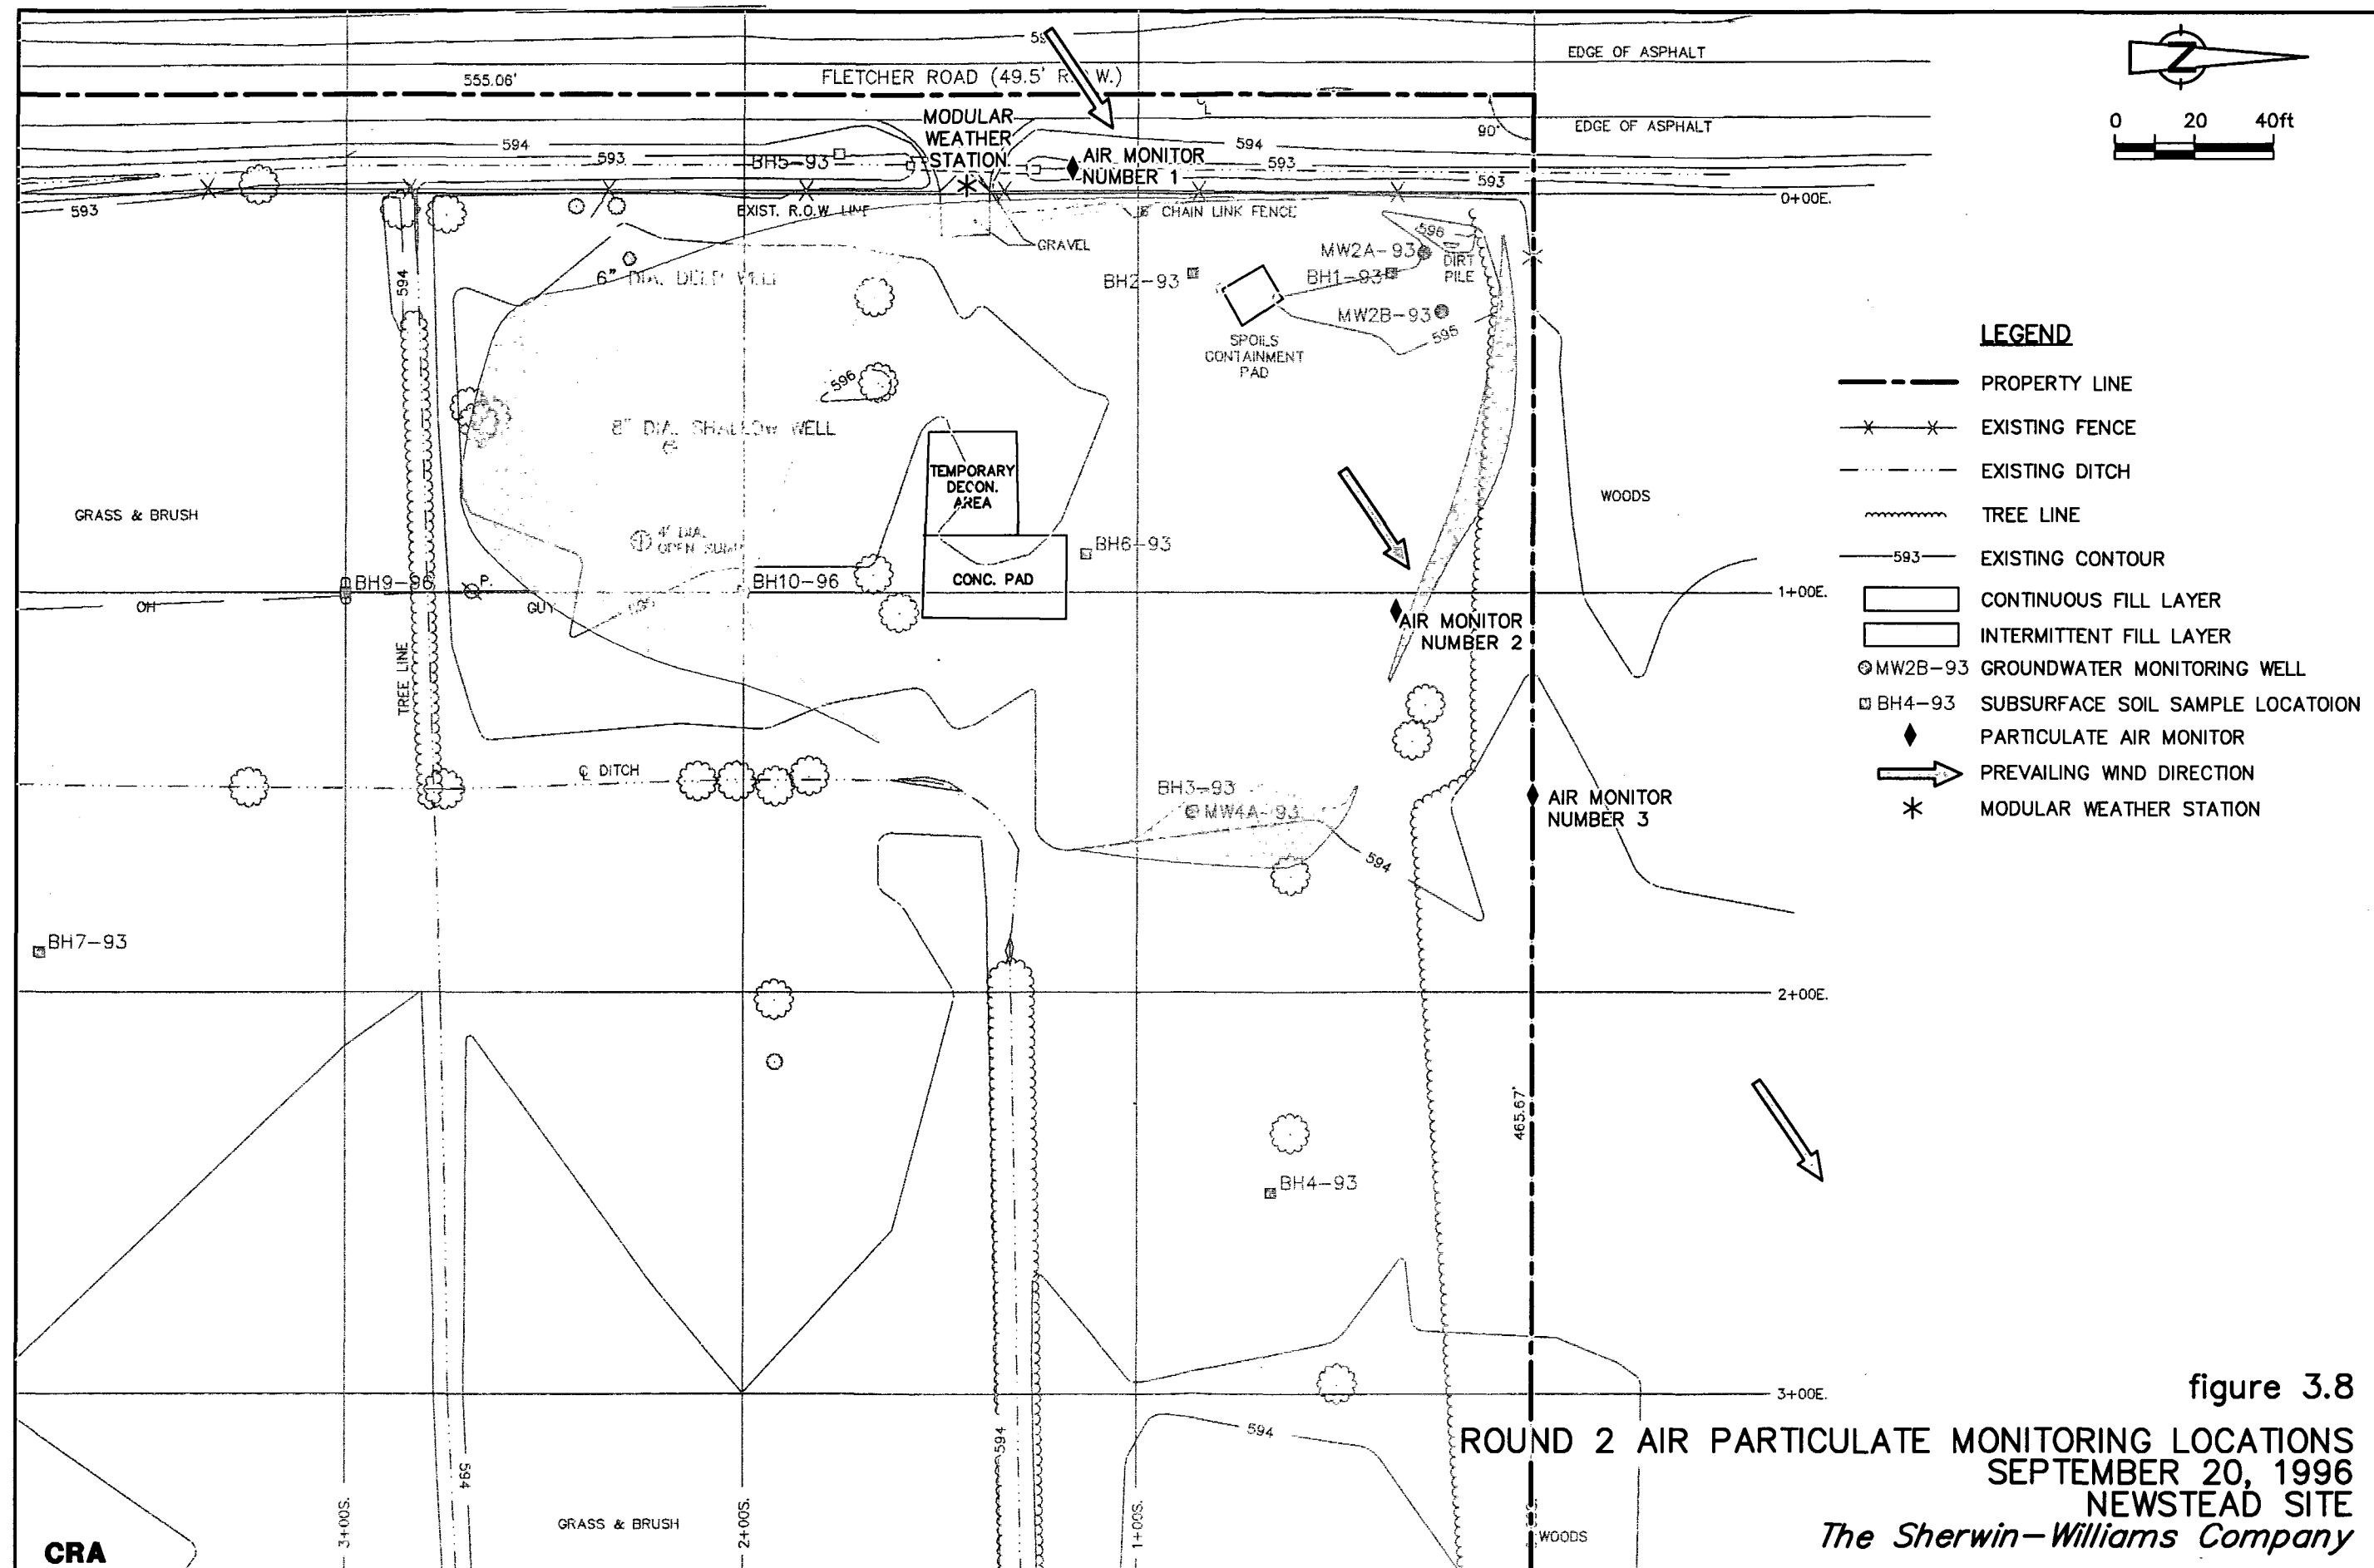 EDGE OF ASPHALT
555.06'
FLETCHER ROAD (49.5' R. W.)
MODULAR
WEATHER
STATION
90°
EDGE OF ASPHALT
0 20 40ft
Z
594
593
BH5-93
AIR MONITOR
NUMBER 1
594
593
593
593
0+00E.
EXIST. R.O.W. LINE
6' CHAIN LINK FENCE
GRAVEL
596
MW2A-93
DIRT
PILE
BH2-93
BH1-93
6" DIA. DEEP WELL
594
MW2B-93
595
SPOILS
CONTAINMENT
PAD
596
8" DIA. SHALLOW WELL
TEMPORARY
DECON.
AREA
GRASS & BRUSH
WOODS
4' DIA.
OPEN SUMP
BH6-93
BH9-96
P.
BH10-96
CONC. PAD
OH
GUY
1+00E.
AIR MONITOR
NUMBER 2
TREE LINE
℄ DITCH
BH3-93
MW4A-93
AIR MONITOR
NUMBER 3
594
BH7-93
2+00E.
465.67'
BH4-93
3+00E.
594
594
594
3+00S.
2+00S.
1+00S.
GRASS & BRUSH
WOODS
LEGEND
PROPERTY LINE
EXISTING FENCE
EXISTING DITCH
TREE LINE
593 EXISTING CONTOUR
CONTINUOUS FILL LAYER
INTERMITTENT FILL LAYER
MW2B-93 GROUNDWATER MONITORING WELL
BH4-93 SUBSURFACE SOIL SAMPLE LOCATOION
PARTICULATE AIR MONITOR
PREVAILING WIND DIRECTION
MODULAR WEATHER STATION
figure 3.8
ROUND 2 AIR PARTICULATE MONITORING LOCATIONS
SEPTEMBER 20, 1996
NEWSTEAD SITE
The Sherwin-Williams Company
CRA